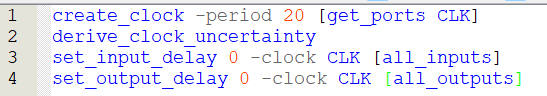 1 create_clock -period 20 [get_ports CLK]
2 derive_clock_uncertainty
3 set_input_delay 0 -clock CLK [all_inputs]
4 set_output_delay 0 -clock CLK [all_outputs]